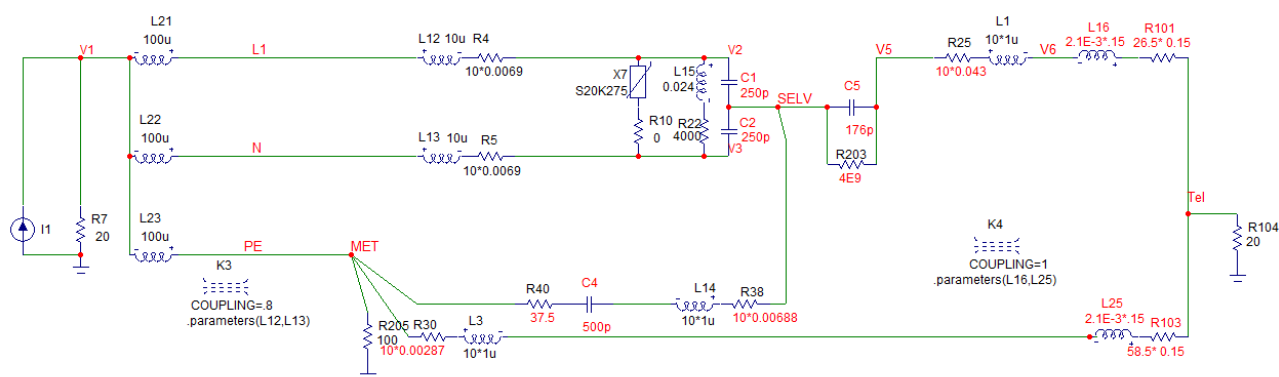 L21
100u
V1
L1
L12 10u R4
10*0.0069
V2
X7
S20K275
L15
0.024
C1
250p
R10
0
R22
4000
C2
250p
V3
SELV
C5
176p
R203
4E9
V5
R25
10*0.043
L1
10*1u
V6
L16
2.1E-3*.15
R101
26.5* 0.15
L22
100u
N
L13 10u
R5
10*0.0069
I1
R7
20
L23
100u
PE
MET
K3
COUPLING=.8
.parameters(L12,L13)
R40
37.5
C4
500p
L14
10*1u
R38
10*0.00688
R205
100
R30
10*0.00287
L3
10*1u
K4
COUPLING=1
.parameters(L16,L25)
Tel
R104
20
L25
2.1E-3*.15
R103
58.5* 0.15